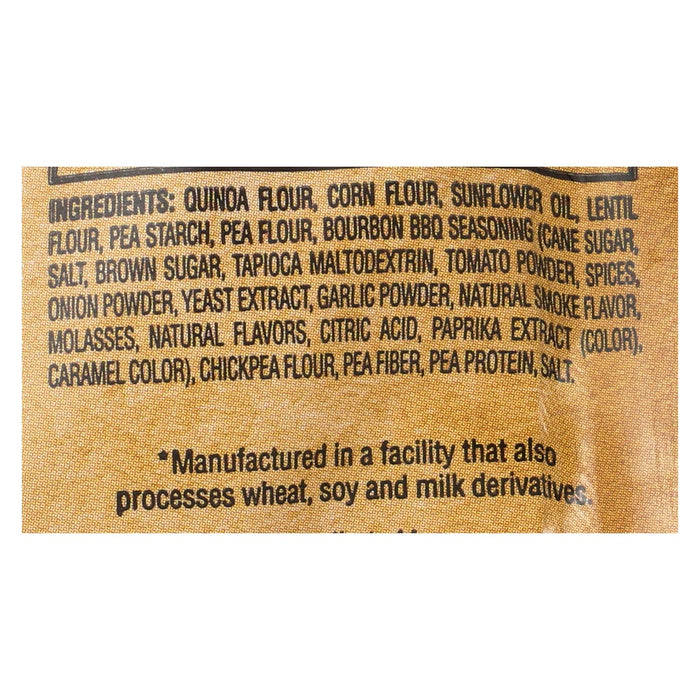 INGREDIENTS: QUINOA FLOUR, CORN FLOUR, SUNFLOWER OIL, LENTIL
FLOUR, PEA STARCH, PEA FLOUR, BOURBON BBQ SEASONING (CANE SUGAR,
SALT, BROWN SUGAR, TAPIOCA MALTODEXTRIN, TOMATO POWDER, SPICES,
ONION POWDER, YEAST EXTRACT, GARLIC POWDER, NATURAL SMOKE FLAVOR,
MOLASSES, NATURAL FLAVORS, CITRIC ACID, PAPRIKA EXTRACT (COLOR),
CARAMEL COLOR), CHICKPEA FLOUR, PEA FIBER, PEA PROTEIN, SALT.
*Manufactured in a facility that also
processes wheat, soy and milk derivatives.